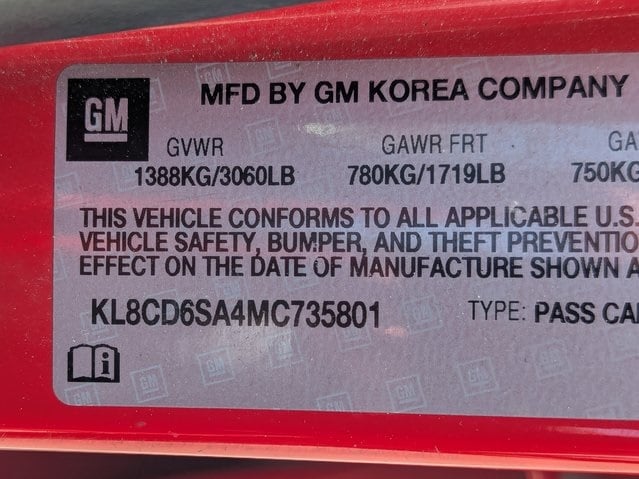 GM
MFD BY GM KOREA COMPANY
GVWR GAWR FRT GA
1388KG/3060LB 780KG/1719LB 750KG
THIS VEHICLE CONFORMS TO ALL APPLICABLE U.S.
VEHICLE SAFETY, BUMPER, AND THEFT PREVENTIO
EFFECT ON THE DATE OF MANUFACTURE SHOWN A
KL8CD6SA4MC735801 TYPE: PASS CA
i